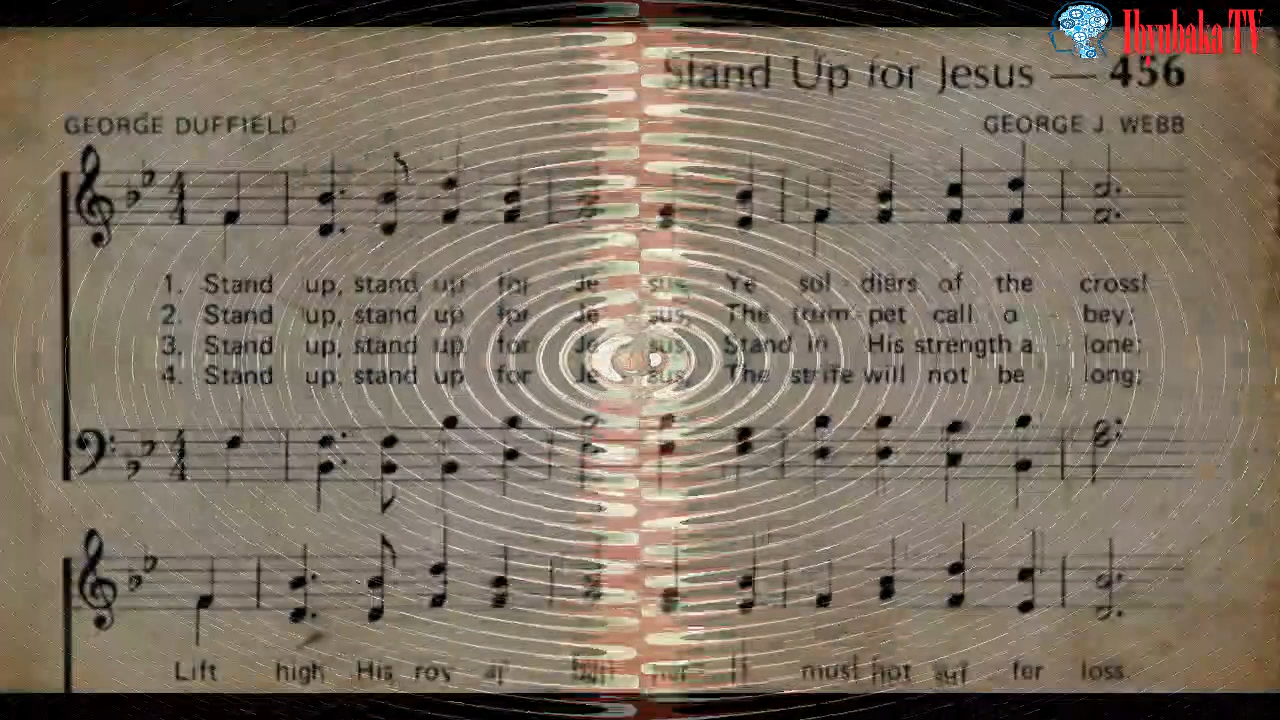 Ibyubaka TV
Stand Up for Jesus — 456
GEORGE DUFFIELD
GEORGE J. WEBB
1. Stand up, stand up for Je sus, Ye sol diers of the cross!
2. Stand up, stand up for Je sus, The trum pet call o bey;
3. Stand up, stand up for Je sus, Stand in His strength a lone;
4. Stand up, stand up for Je sus, The strife will not be long;
Lift high His roy al must not suf fer loss.